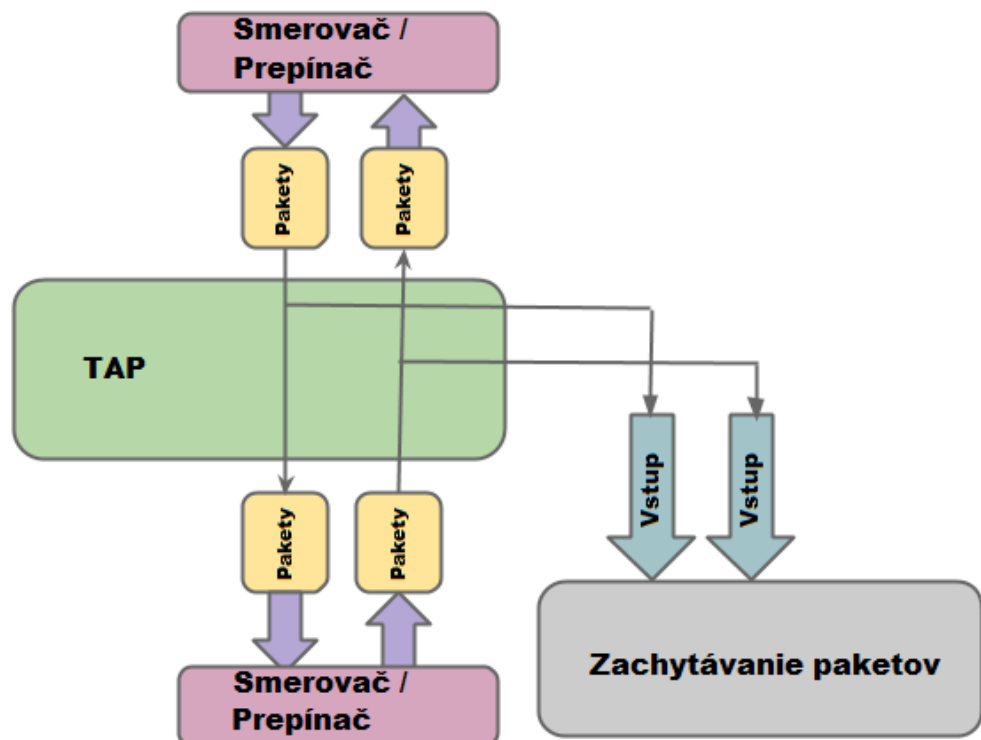 Smerovač /
Prepínač
Pakety
Pakety
TAP
Vstup
Vstup
Pakety
Pakety
Zachytávanie paketov
Smerovač /
Prepínač